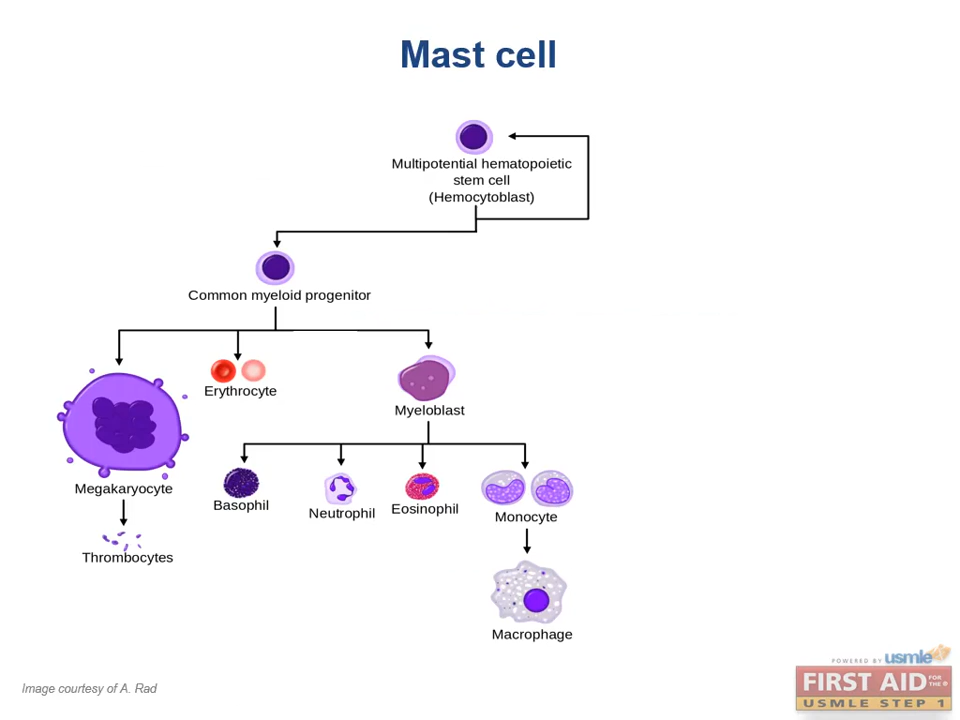 Mast cell
Multipotential hematopoietic
stem cell
(Hemocytoblast)
Common myeloid progenitor
Erythrocyte
Myeloblast
Megakaryocyte
Basophil
Neutrophil
Eosinophil
Monocyte
Thrombocytes
Macrophage
Image courtesy of A. Rad
POWERED BY usmle
FIRST AID FOR THE ®
USMLE STEP 1